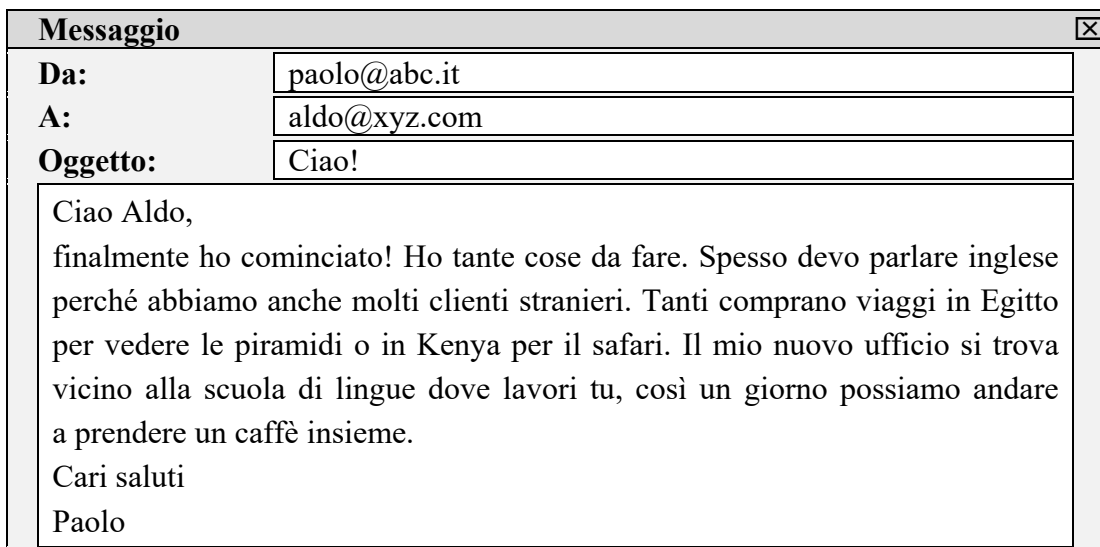 Messaggio
Da: paolo@abc.it
A: aldo@xyz.com
Oggetto: Ciao!
Ciao Aldo,
finalmente ho cominciato! Ho tante cose da fare. Spesso devo parlare inglese
perché abbiamo anche molti clienti stranieri. Tanti comprano viaggi in Egitto
per vedere le piramidi o in Kenya per il safari. Il mio nuovo ufficio si trova
vicino alla scuola di lingue dove lavori tu, così un giorno possiamo andare
a prendere un caffè insieme.
Cari saluti
Paolo